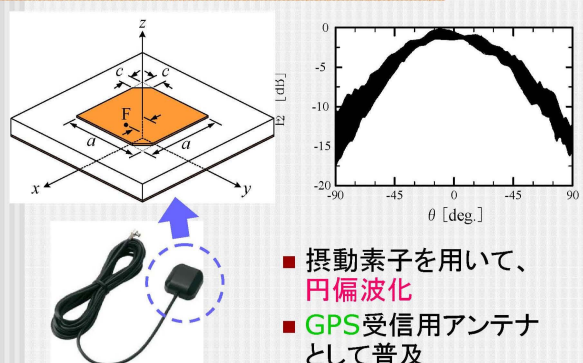 z
c
c
F
a
a
x
y
E² [dB]
0
-5
-10
-15
-20
-90
-45
0
-45
90
θ [deg.]
■ 摂動素子を用いて、
円偏波化
■ GPS受信用アンテナ
として普及